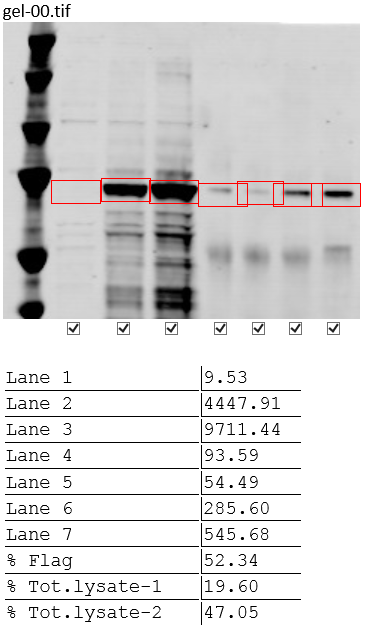 gel-00.tif
Lane 1 9.53
Lane 2 4447.91
Lane 3 9711.44
Lane 4 93.59
Lane 5 54.49
Lane 6 285.60
Lane 7 545.68
% Flag 52.34
% Tot.lysate-1 19.60
% Tot.lysate-2 47.05